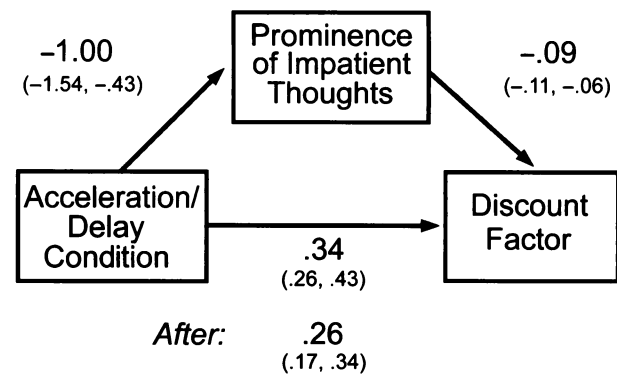 Prominence
of Impatient
Thoughts
–1.00
(–1.54, –.43)
–.09
(–.11, –.06)
Acceleration/
Delay
Condition
Discount
Factor
.34
(.26, .43)
After: .26
(.17, .34)